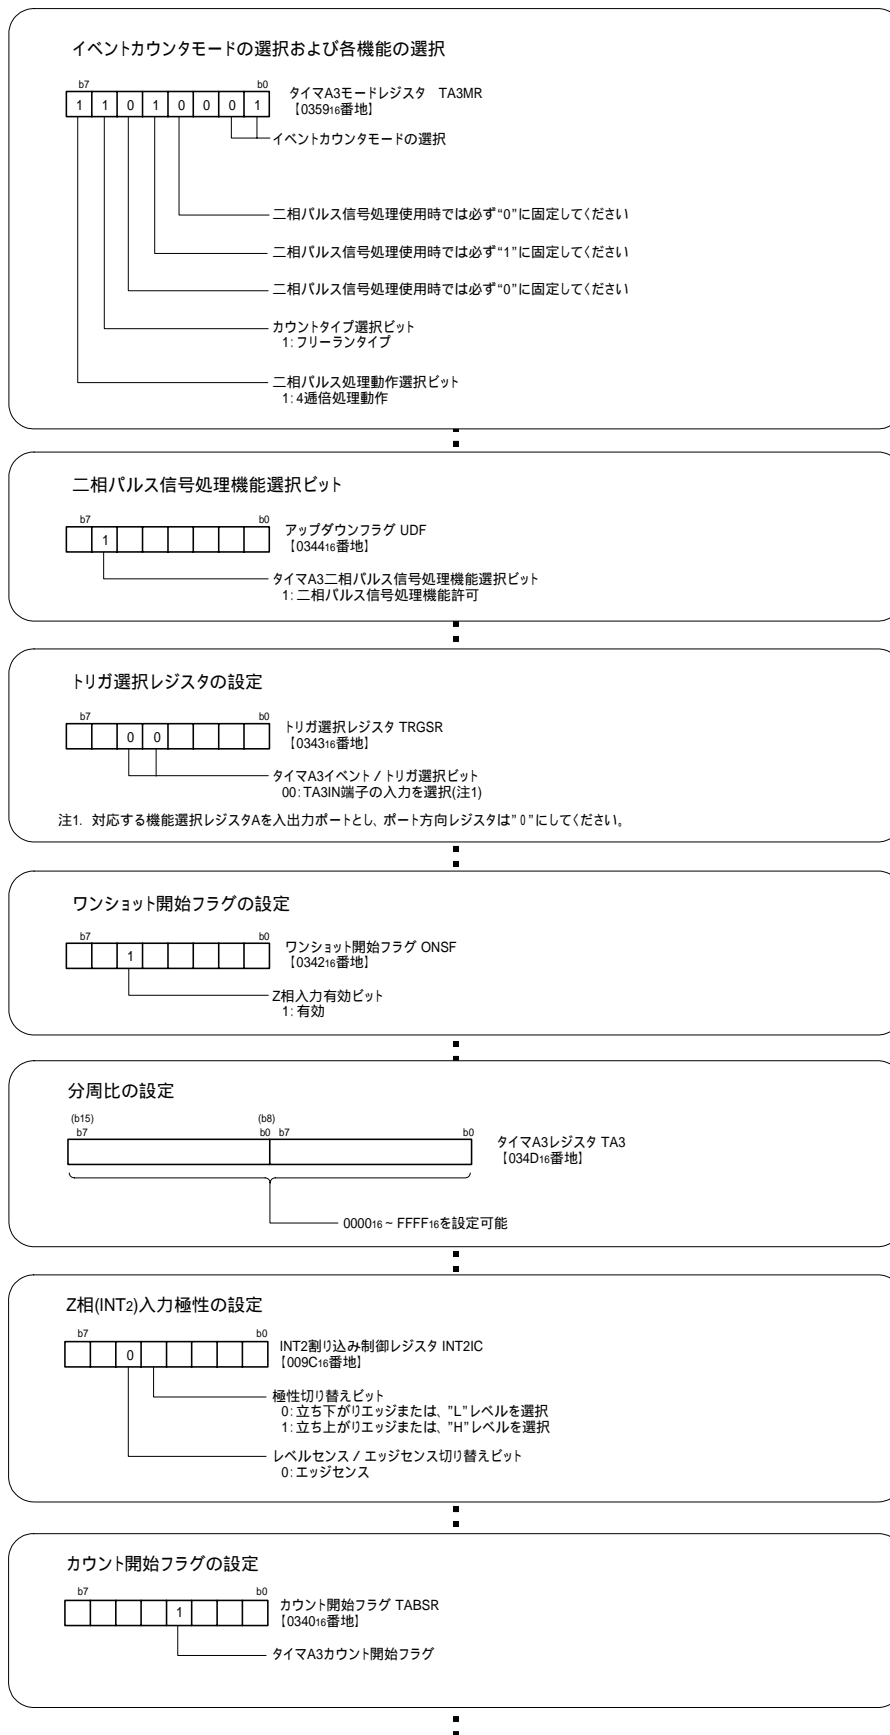 イベントカウンタモードの選択および各機能の選択
b7 b0
1 1 0 1 0 0 0 1
タイマA3モードレジスタ TA3MR
【035916番地】
イベントカウンタモードの選択
二相パルス信号処理使用時では必ず“0”に固定してください
二相パルス信号処理使用時では必ず“1”に固定してください
二相パルス信号処理使用時では必ず“0”に固定してください
カウントタイプ選択ビット
1: フリーランタイプ
二相パルス処理動作選択ビット
1: 4逓倍処理動作
二相パルス信号処理機能選択ビット
b7 b0
1
アップダウンフラグ UDF
【034416番地】
タイマA3二相パルス信号処理機能選択ビット
1: 二相パルス信号処理機能許可
トリガ選択レジスタの設定
b7 b0
0 0
トリガ選択レジスタ TRGSR
【034316番地】
タイマA3イベント / トリガ選択ビット
00: TA3IN端子の入力を選択(注1)
注1. 対応する機能選択レジスタAを入出力ポートとし、ポート方向レジスタは”0”にしてください。
ワンショット開始フラグの設定
b7 b0
1
ワンショット開始フラグ ONSF
【034216番地】
Z相入力有効ビット
1: 有効
分周比の設定
(b15) (b8)
b7 b0 b7 b0
タイマA3レジスタ TA3
【034D16番地】
000016 ~ FFFF16を設定可能
Z相(INT2)入力極性の設定
b7 b0
0
INT2割り込み制御レジスタ INT2IC
【009C16番地】
極性切り替えビット
0: 立ち下がりエッジまたは、”L”レベルを選択
1: 立ち上がりエッジまたは、”H”レベルを選択
レベルセンス / エッジセンス切り替えビット
0: エッジセンス
カウント開始フラグの設定
b7 b0
1
カウント開始フラグ TABSR
【034016番地】
タイマA3カウント開始フラグ